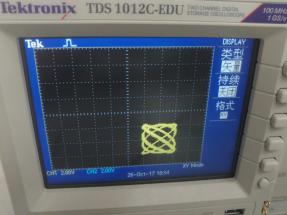 Tektronix TDS 1012C-EDU TWO CHANNEL DIGITAL STORAGE OSCILLOSCOPE 100 MHz 1 GS/s
Tek DISPLAY
类型
矢量
持续
关闭
格式
CH1 2.00V CH2 2.00V XY Mode
26-Oct-17 16:54